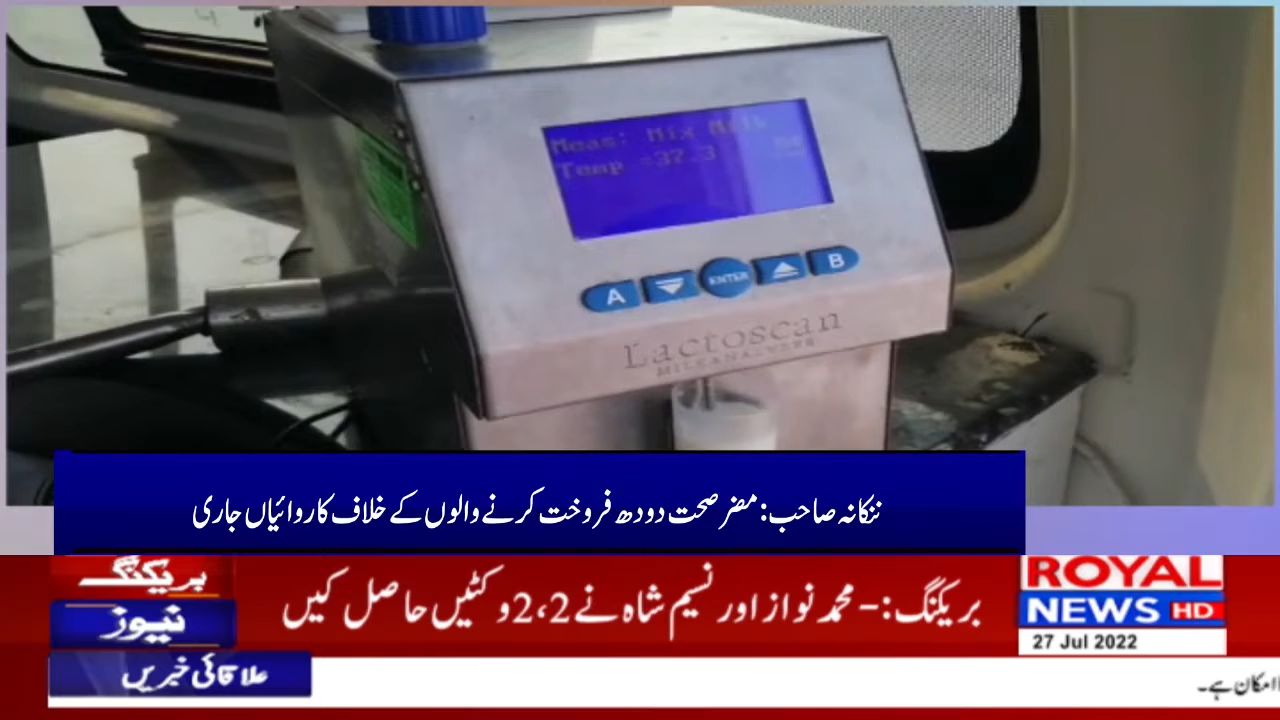 Meas: Mix Milk
Temp =37.3
A ENTER B
Lactoscan
MILKANALYZER
ننکانہ صاحب: مضر صحت دودھ فروخت کرنے والوں کے خلاف کاروائیاں جاری
بریکنگ
نیوز
بریکنگ:- محمد نواز اور نسیم شاہ نے 2،2 وکٹیں حاصل کیں
ROYAL
NEWS HD
27 Jul 2022
علاقائی خبریں
امکان ہے۔